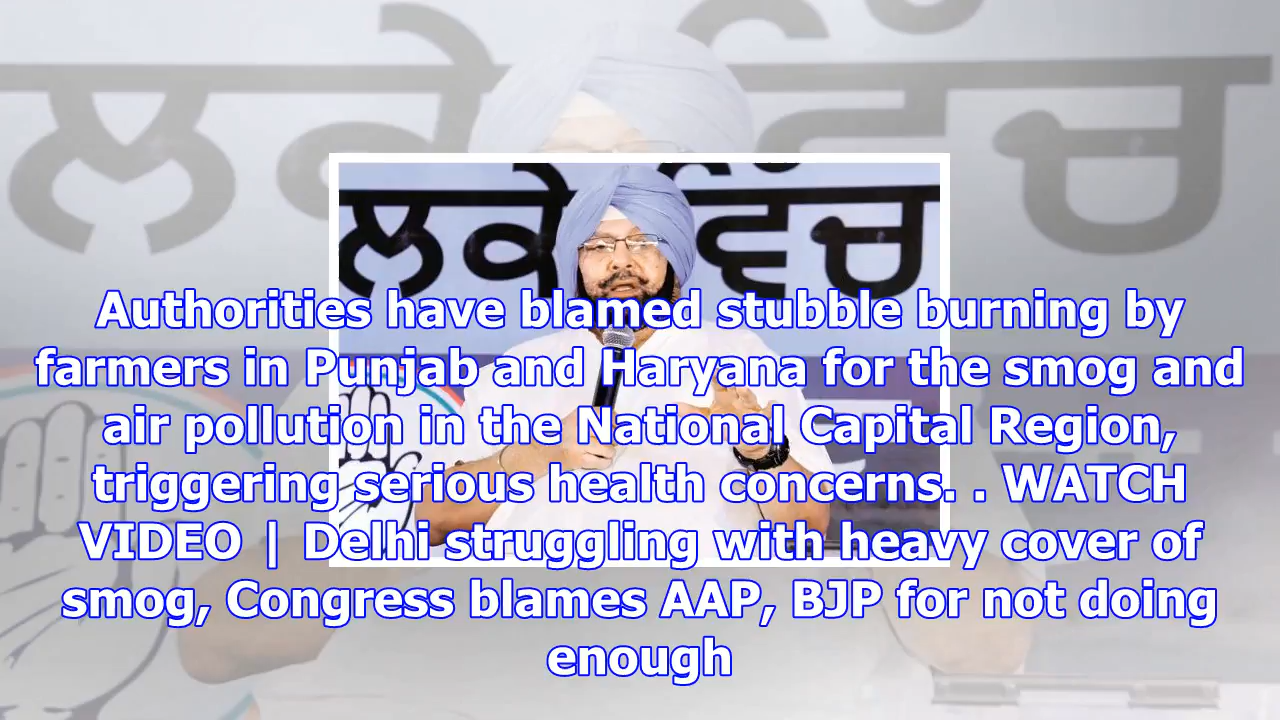 ਲਕੇ ਵਿੱਚ
Authorities have blamed stubble burning by
farmers in Punjab and Haryana for the smog and
air pollution in the National Capital Region,
triggering serious health concerns. . WATCH
VIDEO | Delhi struggling with heavy cover of
smog, Congress blames AAP, BJP for not doing
enough